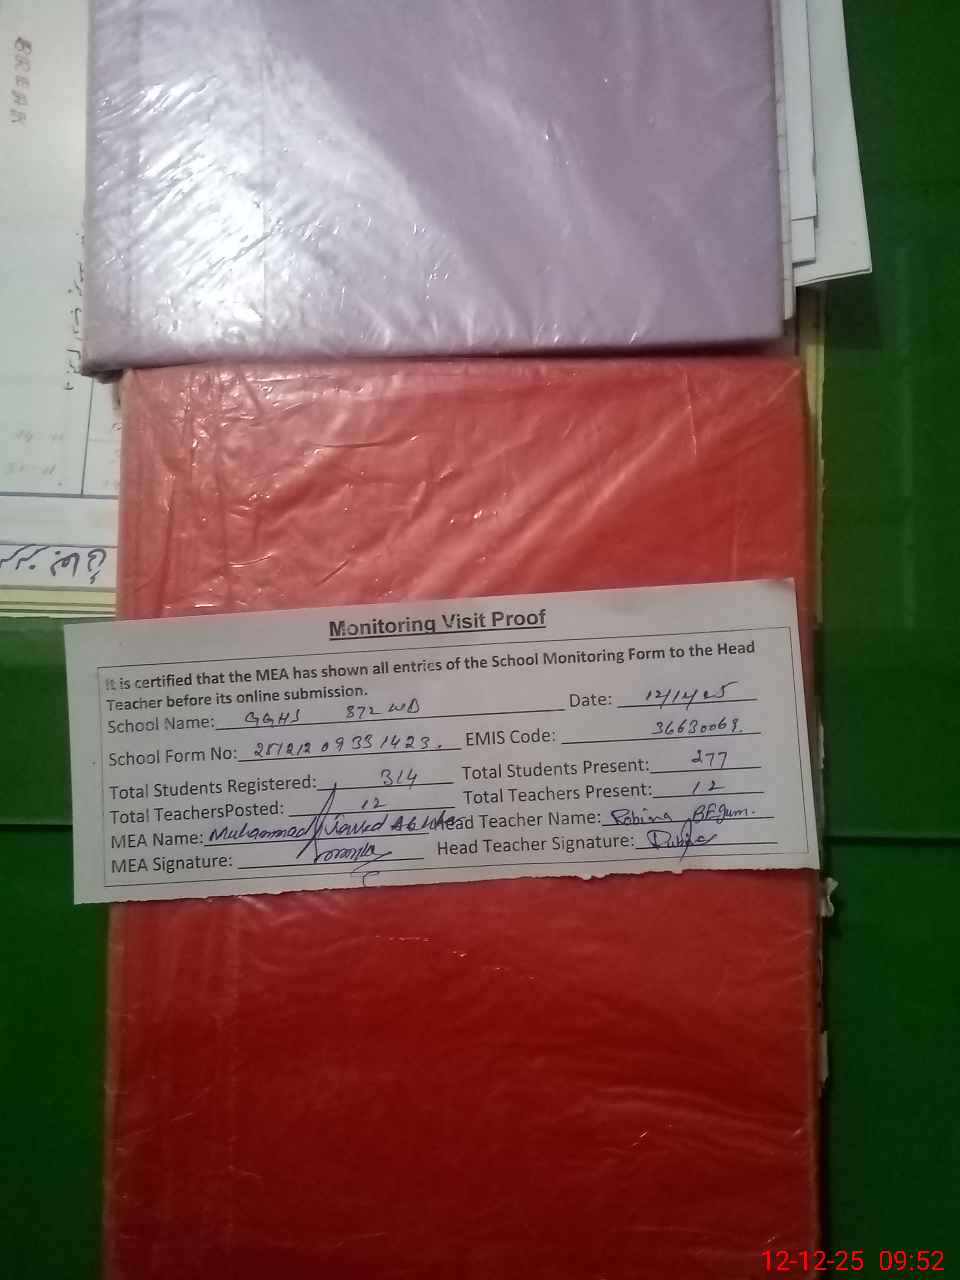 Monitoring Visit Proof
It is certified that the MEA has shown all entries of the School Monitoring Form to the Head
Teacher before its online submission.
School Name: GGHS 872 WB Date: 12/12/25
School Form No: 25121209331423. EMIS Code: 36630069.
Total Students Registered: 314 Total Students Present: 277
Total TeachersPosted: 12 Total Teachers Present: 12
MEA Name: Muhammad Head Teacher Name: Robina BEgum.
MEA Signature: Head Teacher Signature: Rubina
12-12-25 09:52